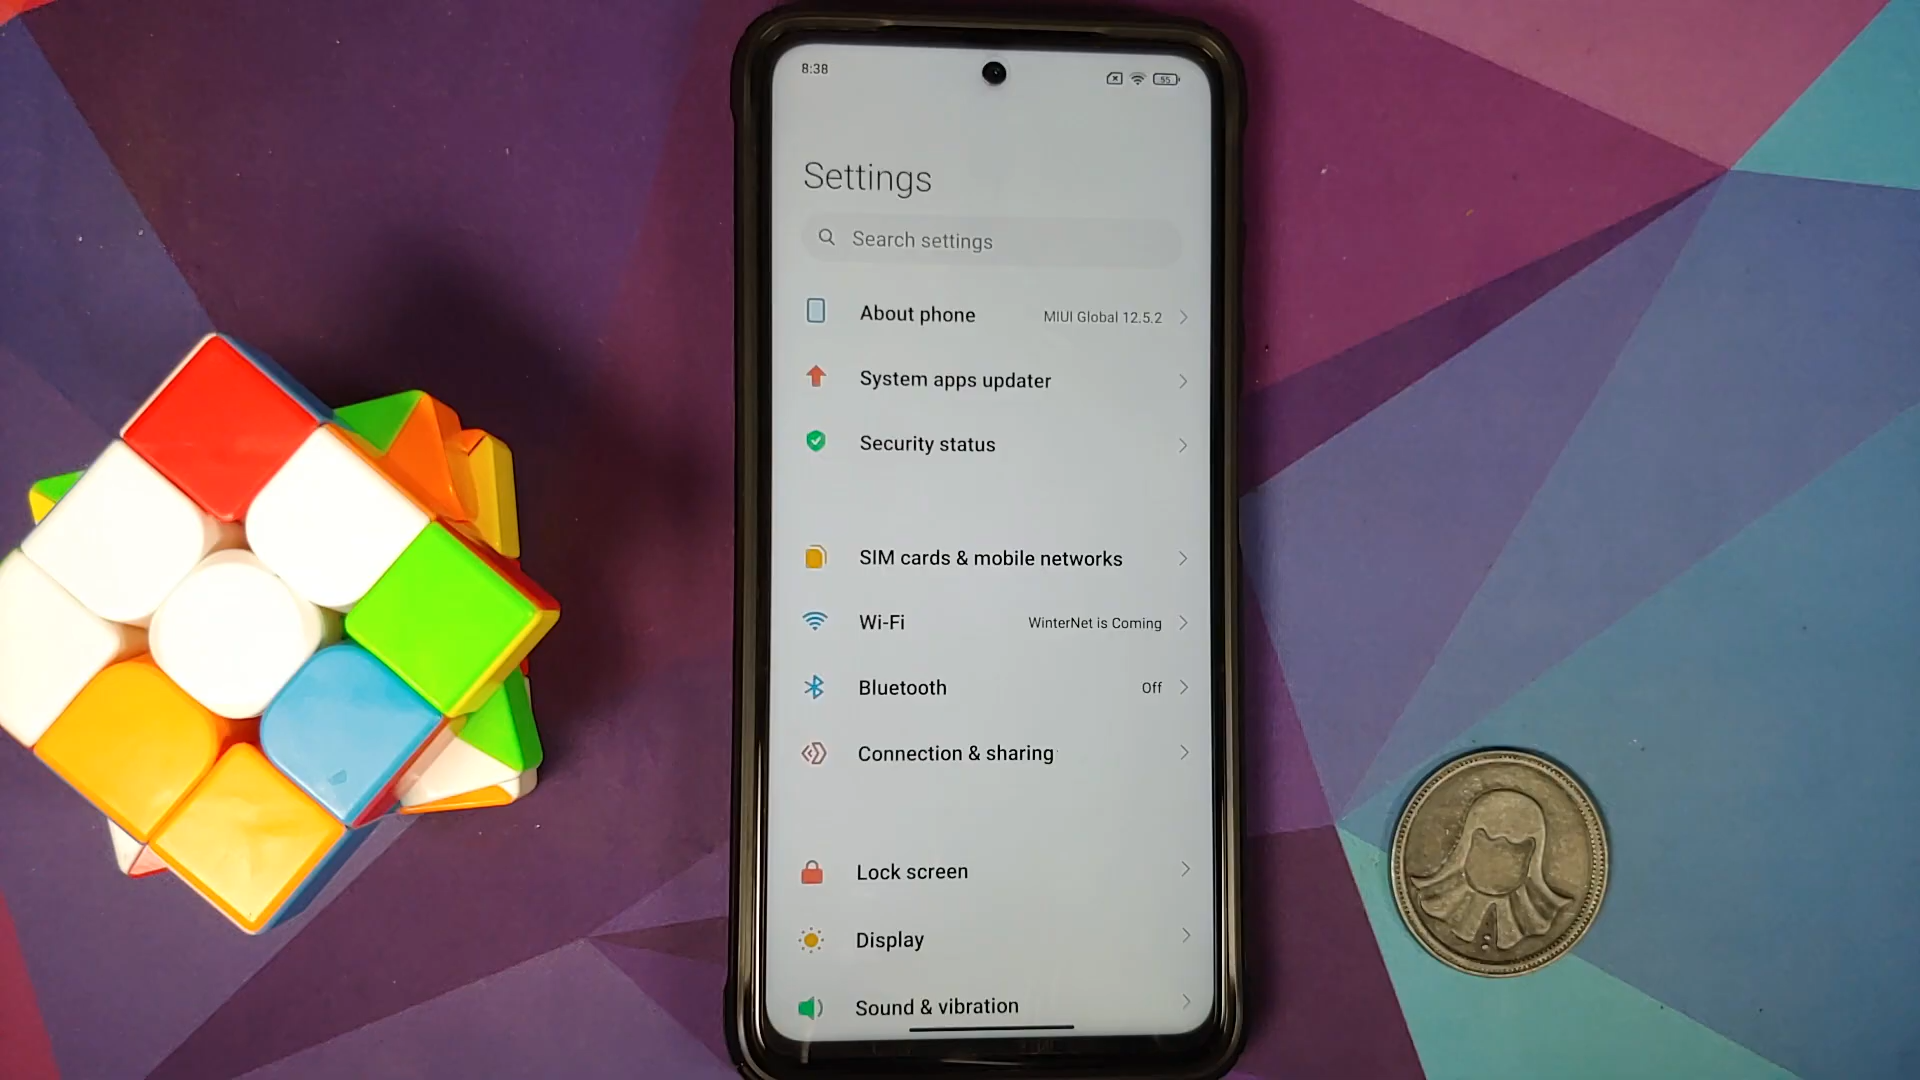 8:38
55
Settings
Search settings
About phone
MIUI Global 12.5.2
System apps updater
Security status
SIM cards & mobile networks
Wi-Fi
WinterNet is Coming
Bluetooth
Off
Connection & sharing
Lock screen
Display
Sound & vibration